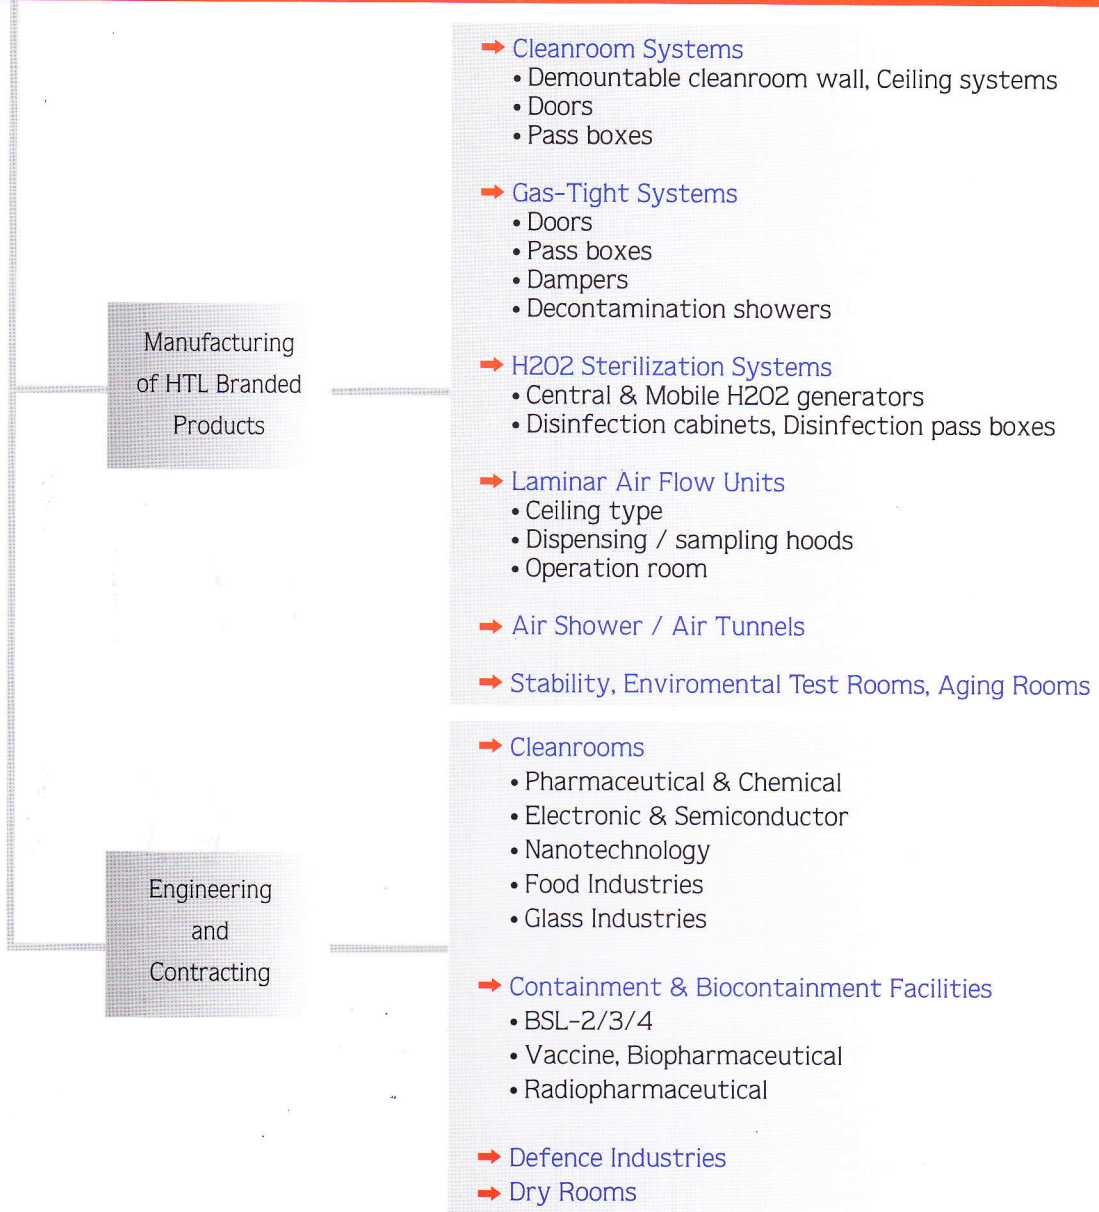 Manufacturing
of HTL Branded
Products
➡ Cleanroom Systems
• Demountable cleanroom wall, Ceiling systems
• Doors
• Pass boxes
➡ Gas-Tight Systems
• Doors
• Pass boxes
• Dampers
• Decontamination showers
➡ H2O2 Sterilization Systems
• Central & Mobile H2O2 generators
• Disinfection cabinets, Disinfection pass boxes
➡ Laminar Air Flow Units
• Ceiling type
• Dispensing / sampling hoods
• Operation room
➡ Air Shower / Air Tunnels
➡ Stability, Enviromental Test Rooms, Aging Rooms
Engineering
and
Contracting
➡ Cleanrooms
• Pharmaceutical & Chemical
• Electronic & Semiconductor
• Nanotechnology
• Food Industries
• Glass Industries
➡ Containment & Biocontainment Facilities
• BSL-2/3/4
• Vaccine, Biopharmaceutical
• Radiopharmaceutical
➡ Defence Industries
➡ Dry Rooms